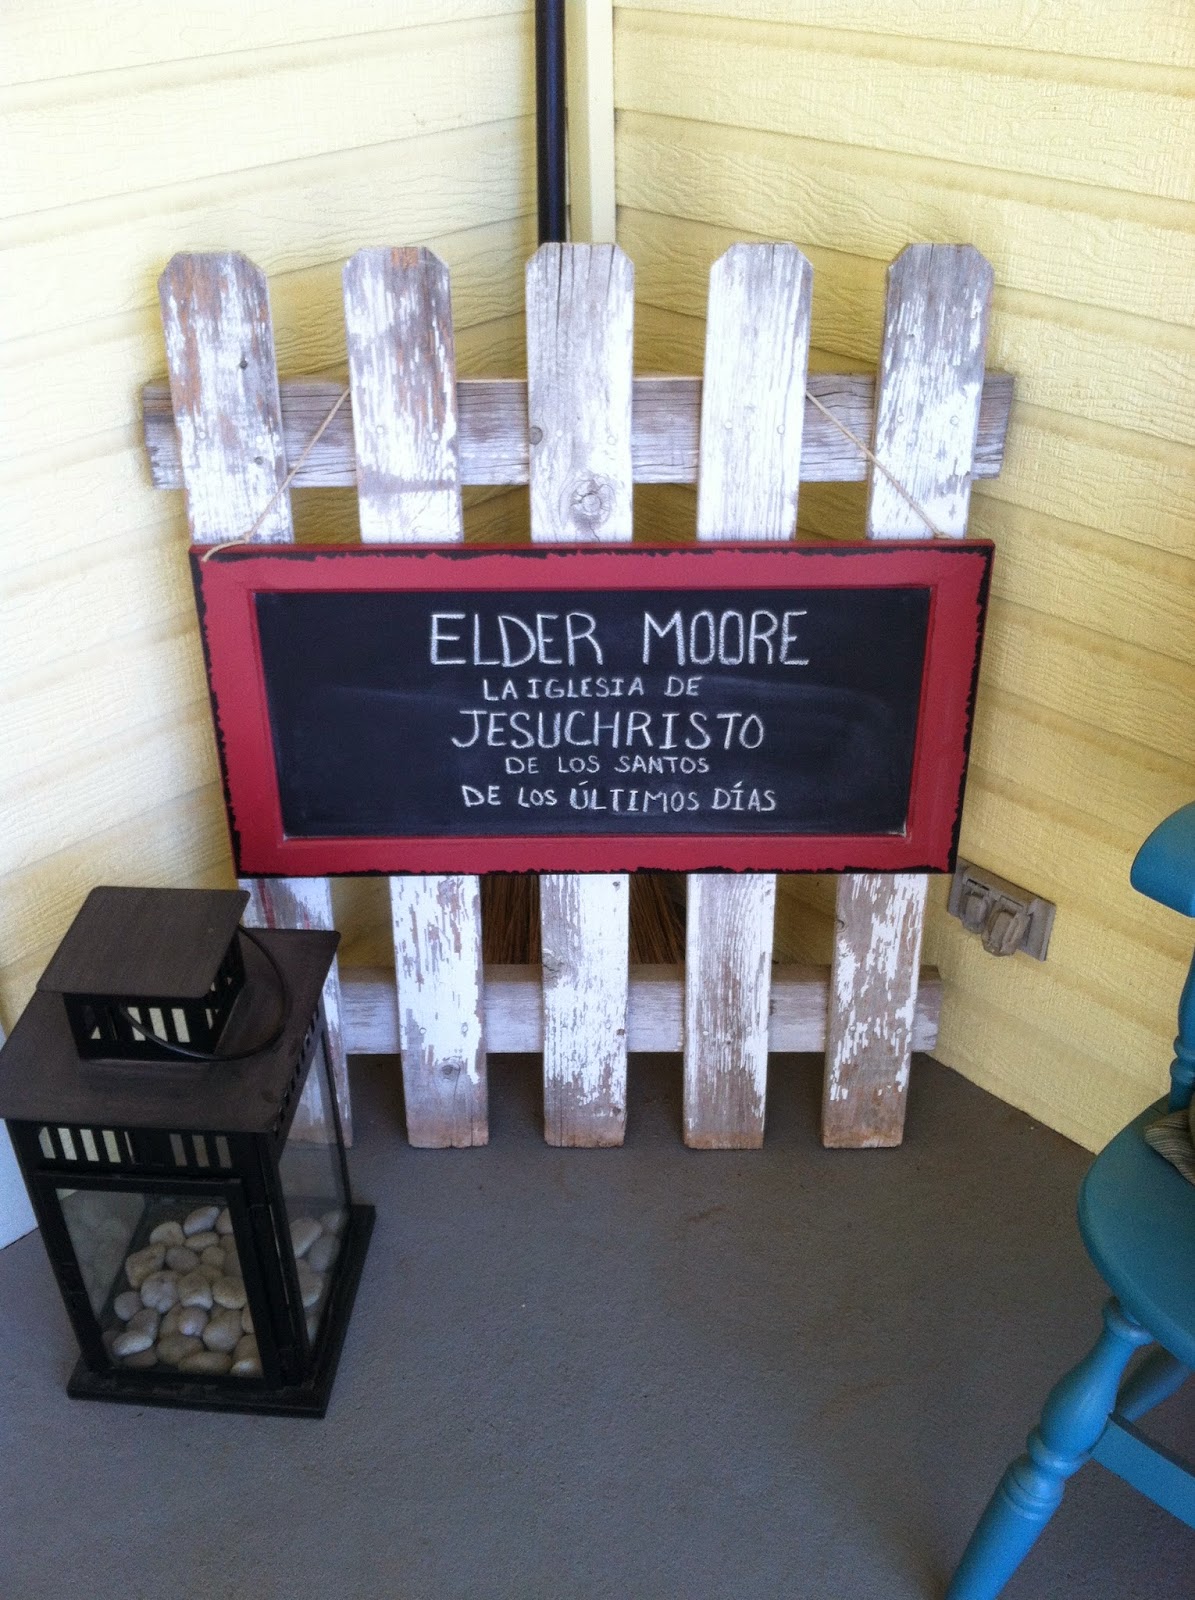 ELDER MOORE
LA IGLESIA DE
JESUCHRISTO
DE LOS SANTOS
DE LOS ÚLTIMOS DÍAS